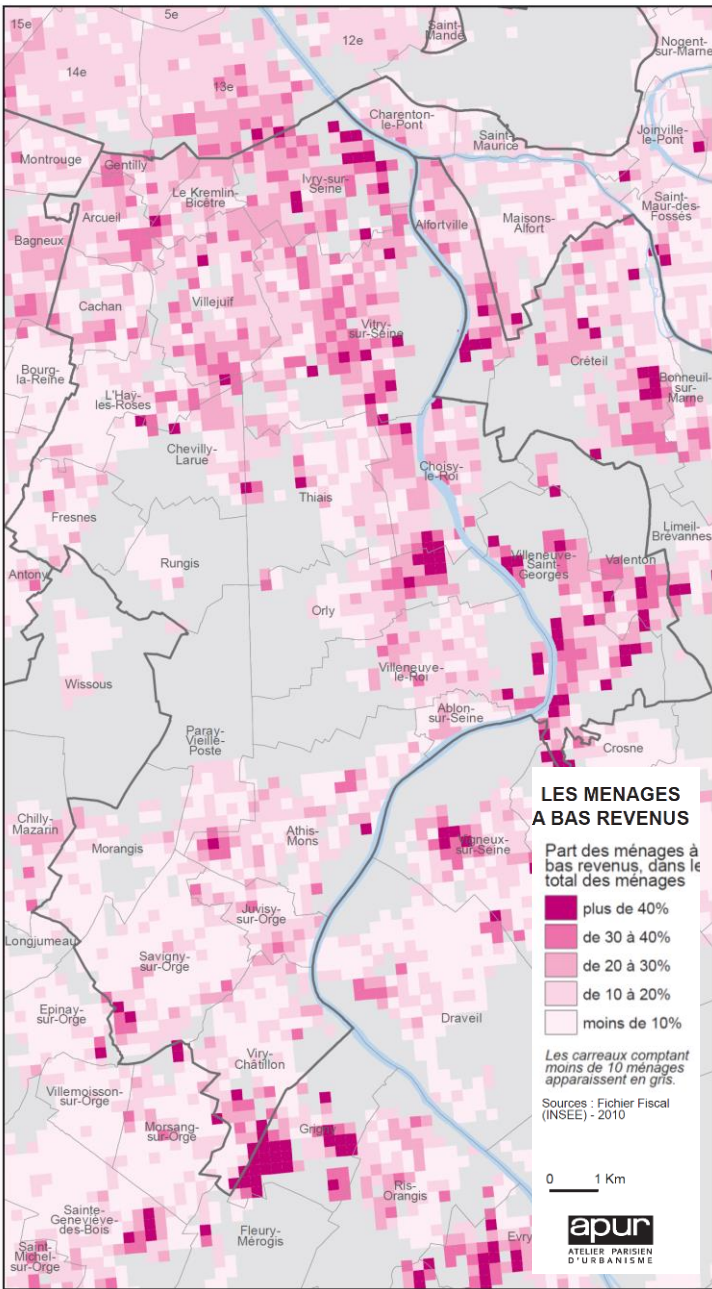 15e
5e
12e
Saint-
Mandé
Nogent-
sur-Marne
14e
13e
Charenton-
le-Pont
Saint-
Maurice
Joinville-
le-Pont
Montrouge
Gentilly
Le Kremlin-
Bicêtre
Ivry-sur-
Seine
Saint-
Maur-des-
Fossés
Arcueil
Alfortville
Maisons-
Alfort
Bagneux
Cachan
Villejuif
Vitry-
sur-Seine
Bourg-
la-Reine
Créteil
Bonneuil-
sur-
Marne
L'Haÿ-
les-Roses
Chevilly-
Larue
Thiais
Choisy-
le-Roi
Fresnes
Limeil-
Brévannes
Antony
Rungis
Villeneuve-
Saint-
Georges
Valenton
Orly
Wissous
Villeneuve-
le-Roi
Ablon-
sur-Seine
Paray-
Vieille-
Poste
Crosne
Chilly-
Mazarin
Morangis
Athis-
Mons
Vigneux-
sur-Seine
Juvisy-
sur-Orge
Longjumeau
Savigny-
sur-Orge
Epinay-
sur-Orge
Draveil
Viry-
Châtillon
Villemoisson-
sur-Orge
Morsang-
sur-Orge
Grigny
Ris-
Orangis
Sainte-
Geneviève-
des-Bois
Fleury-
Mérogis
Evry
Saint-
Michel-
sur-Orge
LES MENAGES
A BAS REVENUS
Part des ménages à
bas revenus, dans le
total des ménages
plus de 40%
de 30 à 40%
de 20 à 30%
de 10 à 20%
moins de 10%
Les carreaux comptant
moins de 10 ménages
apparaissent en gris.
Sources : Fichier Fiscal
(INSEE) - 2010
0 1 Km
apur
ATELIER PARISIEN
D'URBANISME